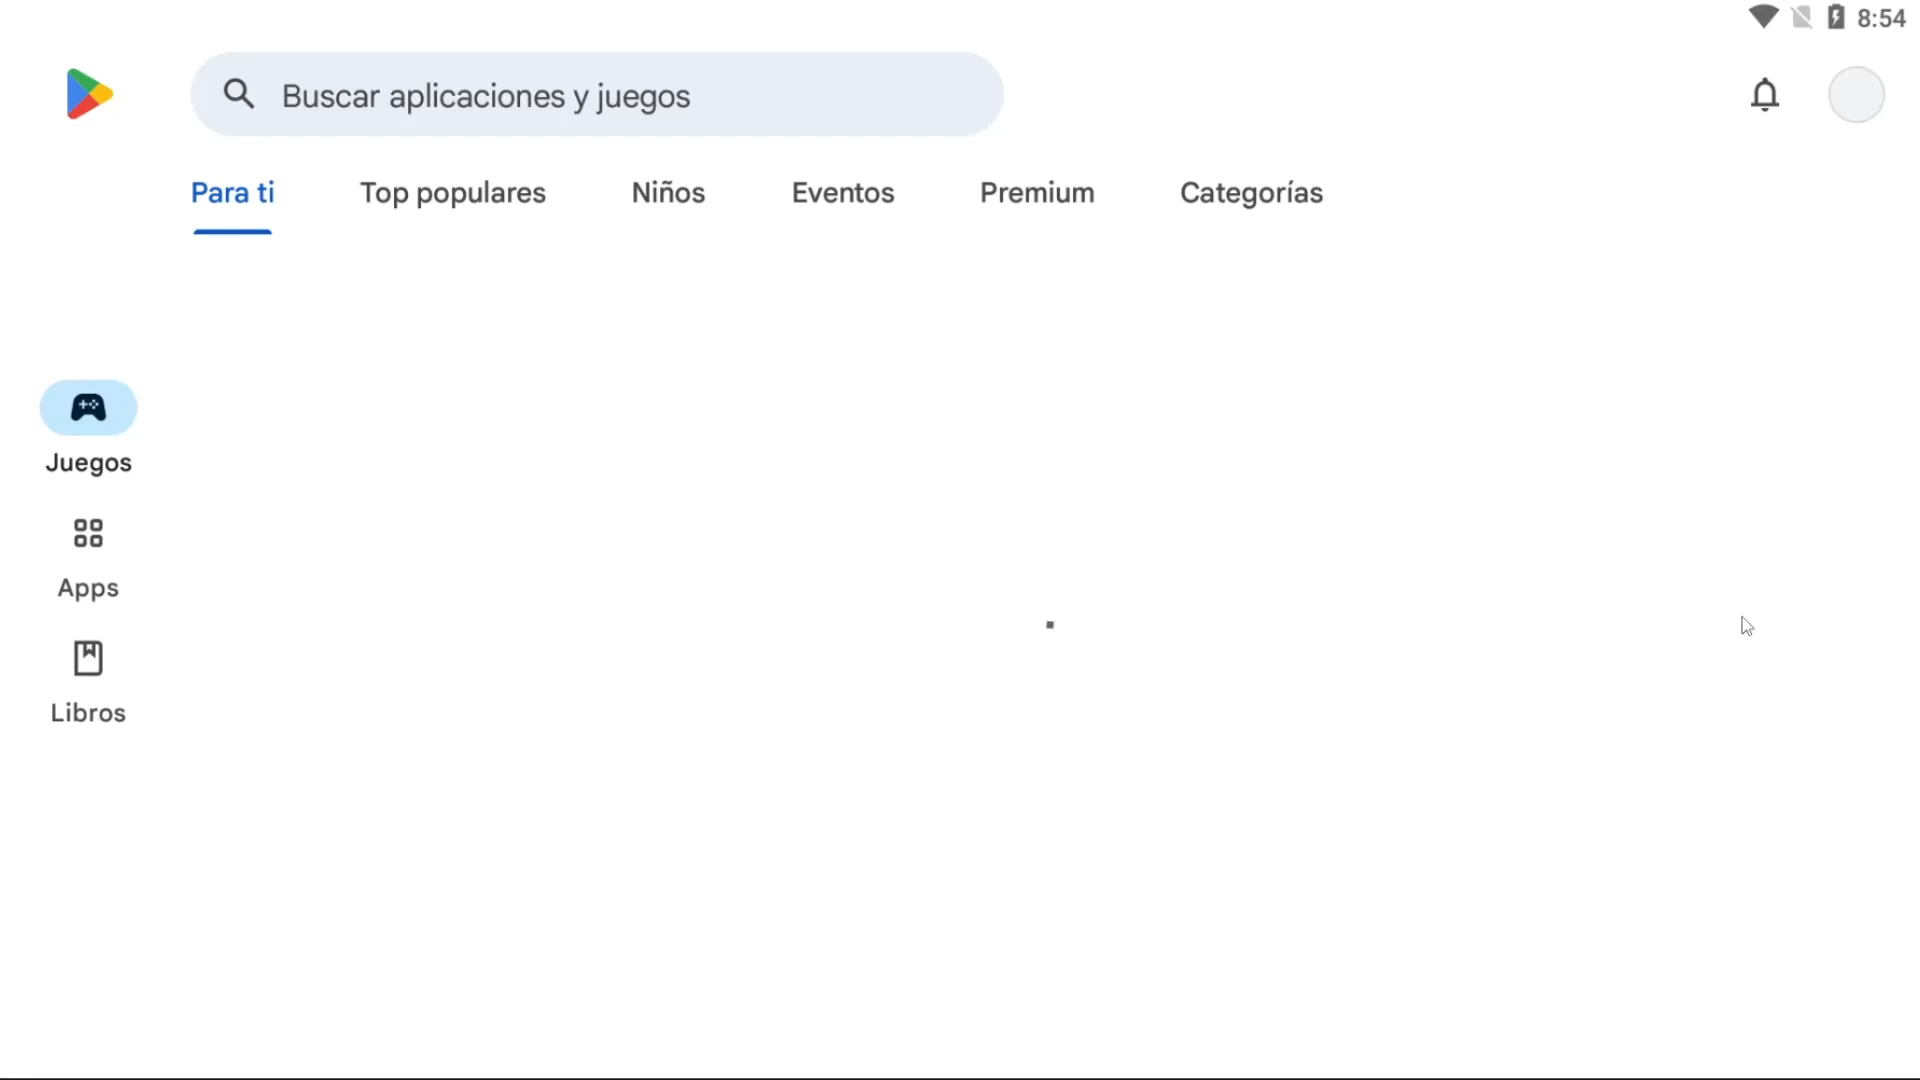 8:54
Buscar aplicaciones y juegos
Para ti Top populares Niños Eventos Premium Categorías
Juegos
Apps
Libros